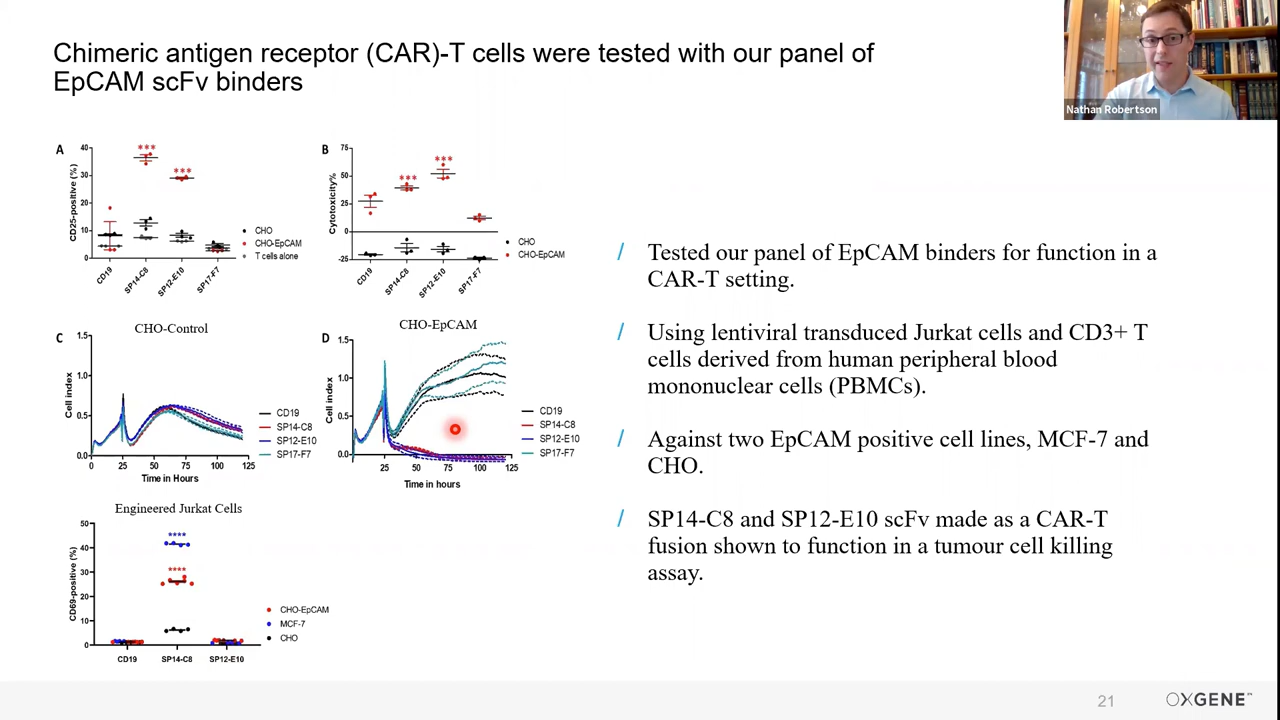 Chimeric antigen receptor (CAR)-T cells were tested with our panel of
EpCAM scFv binders
Nathan Robertson
A
40
30
20
10
0
CD25-positive (%)
***
***
CD19
SP14-C8
SP12-E10
SP17-F7
CHO
CHO-EpCAM
T cells alone
B
75
50
25
0
-25
Cytotoxicity%
***
***
CD19
SP14-C8
SP12-E10
SP17-F7
CHO
CHO-EpCAM
C
CHO-Control
1.5
1.0
0.5
0.0
Cell index
0
25
50
75
100
125
Time in Hours
CD19
SP14-C8
SP12-E10
SP17-F7
D
CHO-EpCAM
1.5
1.0
0.5
0.0
Cell index
25
50
75
100
125
Time in hours
CD19
SP14-C8
SP12-E10
SP17-F7
Engineered Jurkat Cells
50
40
30
20
10
0
CD69-positive (%)
****
****
CD19
SP14-C8
SP12-E10
CHO-EpCAM
MCF-7
CHO
/ Tested our panel of EpCAM binders for function in a
CAR-T setting.
/ Using lentiviral transduced Jurkat cells and CD3+ T
cells derived from human peripheral blood
mononuclear cells (PBMCs).
/ Against two EpCAM positive cell lines, MCF-7 and
CHO.
/ SP14-C8 and SP12-E10 scFv made as a CAR-T
fusion shown to function in a tumour cell killing
assay.
21
OXGENE™